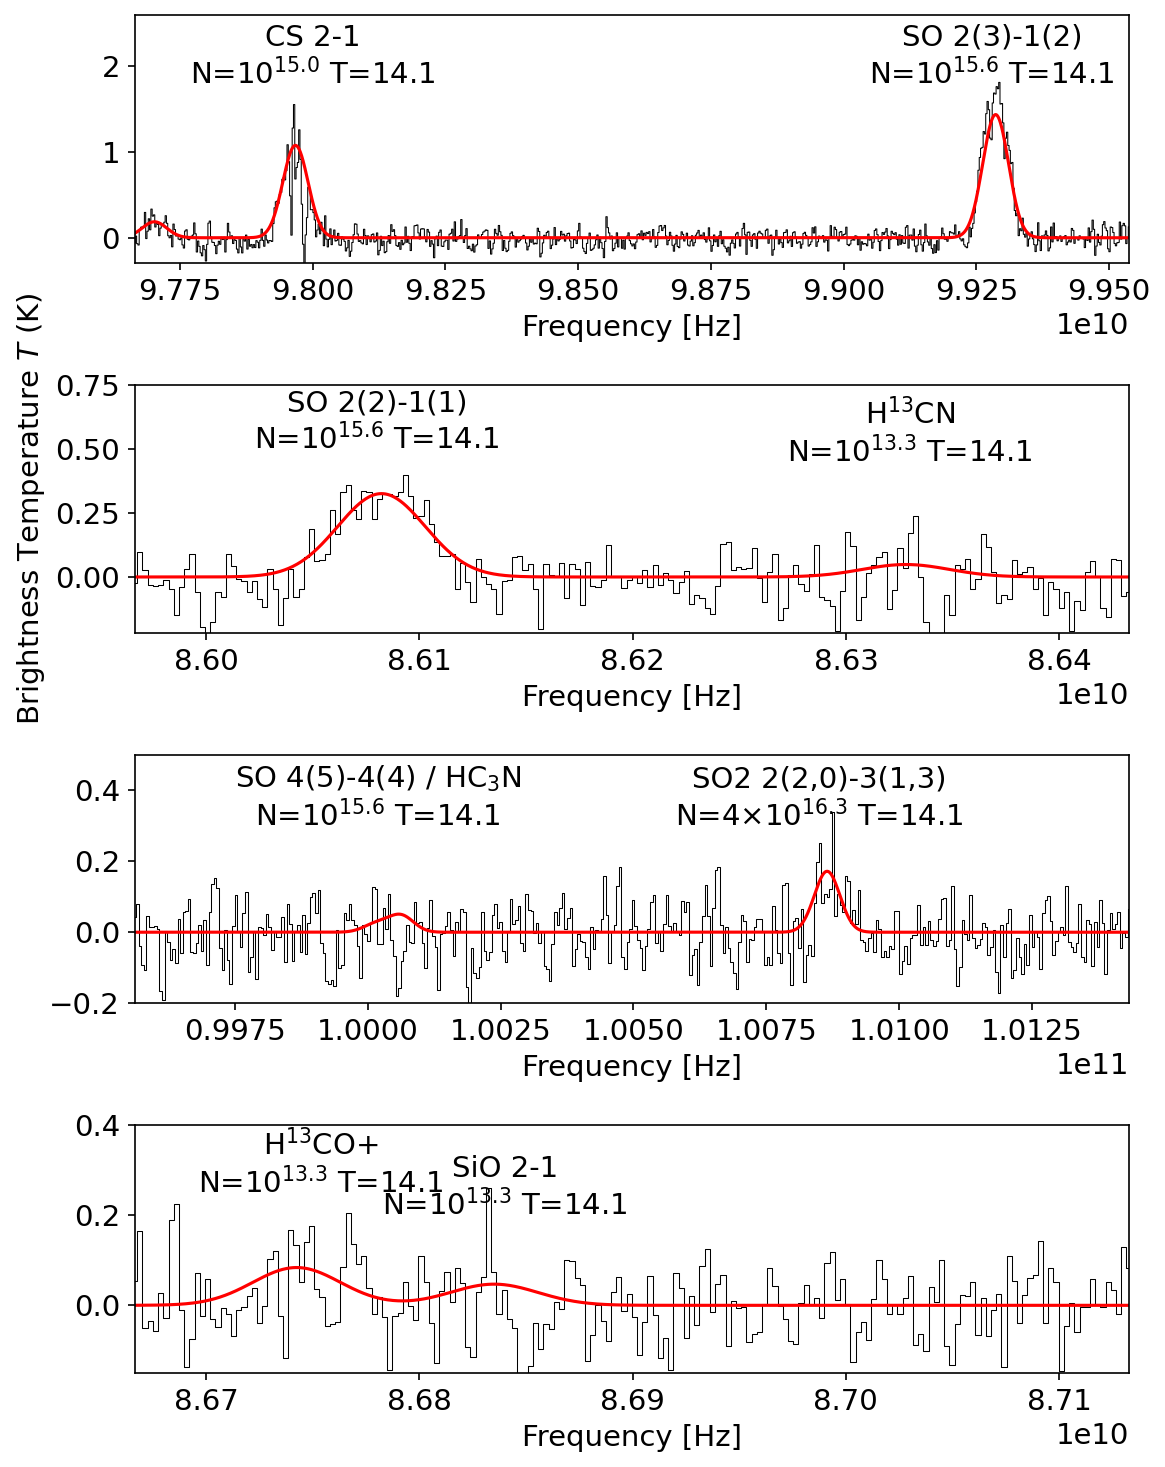 Brightness Temperature T (K)
CS 2-1
N=10^15.0 T=14.1
SO 2(3)-1(2)
N=10^15.6 T=14.1
2
1
0
9.775 9.800 9.825 9.850 9.875 9.900 9.925 9.950
Frequency [Hz]
1e10
SO 2(2)-1(1)
N=10^15.6 T=14.1
H^13CN
N=10^13.3 T=14.1
0.75
0.50
0.25
0.00
8.60 8.61 8.62 8.63 8.64
Frequency [Hz]
1e10
SO 4(5)-4(4) / HC₃N
N=10^15.6 T=14.1
SO2 2(2,0)-3(1,3)
N=4×10^16.3 T=14.1
0.4
0.2
0.0
−0.2
0.9975 1.0000 1.0025 1.0050 1.0075 1.0100 1.0125
Frequency [Hz]
1e11
H^13CO+
N=10^13.3 T=14.1
SiO 2-1
N=10^13.3 T=14.1
0.4
0.2
0.0
8.67 8.68 8.69 8.70 8.71
Frequency [Hz]
1e10